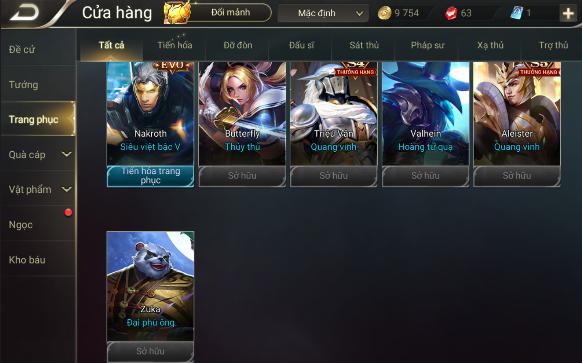 Cửa hàng
Đổi mảnh
Mặc định
9 754
63
1
Đề cử
Tướng
Trang phục
Quà cáp
Vật phẩm
Ngọc
Kho báu
Tất cả
Tiến hóa
Đỡ đòn
Đấu sĩ
Sát thủ
Pháp sư
Xạ thủ
Trợ thủ
EVO
Nakroth
Siêu việt bậc V
Tiến hóa trang
phục
Butterfly
Thủy thủ
Sở hữu
S4
THƯỞNG HẠNG
Triệu Vân
Quang vinh
Sở hữu
Valhein
Hoàng tử quạ
Sở hữu
S5
THƯỞNG HẠNG
Aleister
Quang vinh
Sở hữu
Zuka
Đại phú ông
Sở hữu